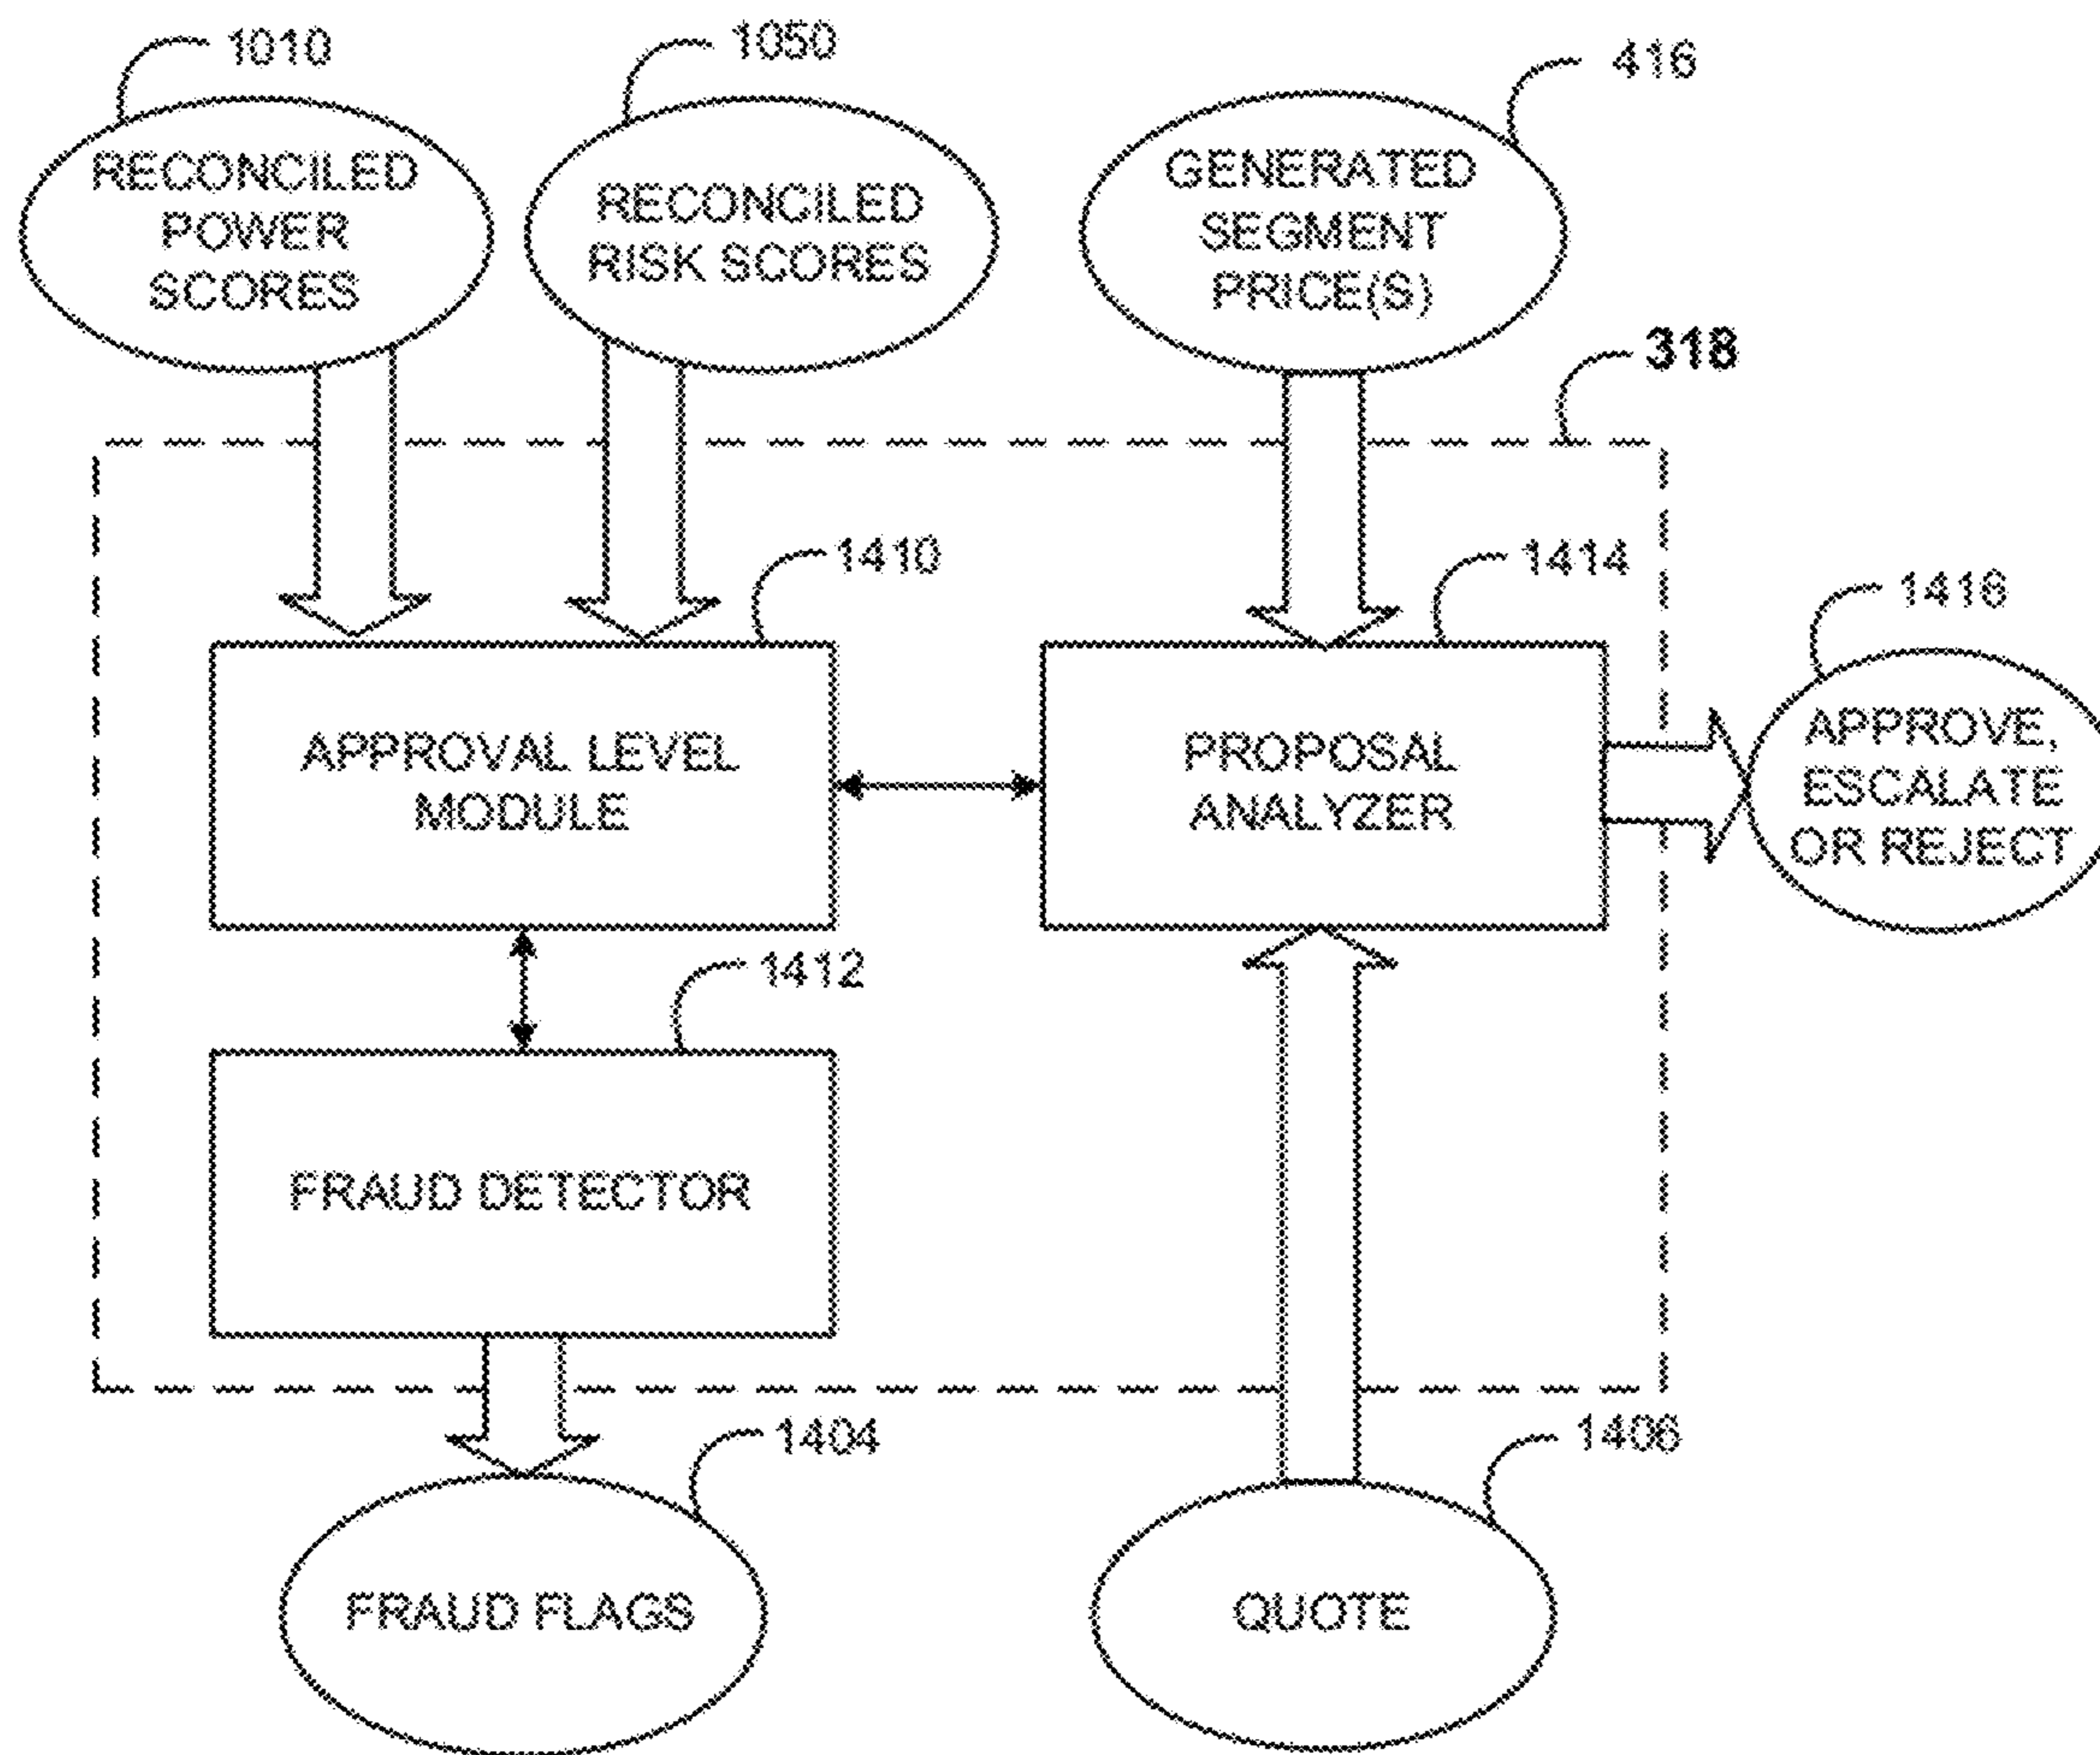 1010
1050
416
RECONCILED
POWER
SCORES
RECONCILED
RISK SCORES
GENERATED
SEGMENT
PRICE(S)
318
1410
1414
1416
APPROVAL LEVEL
MODULE
PROPOSAL
ANALYZER
APPROVE,
ESCALATE
OR REJECT
1412
FRAUD DETECTOR
1404
1406
FRAUD FLAGS
QUOTE